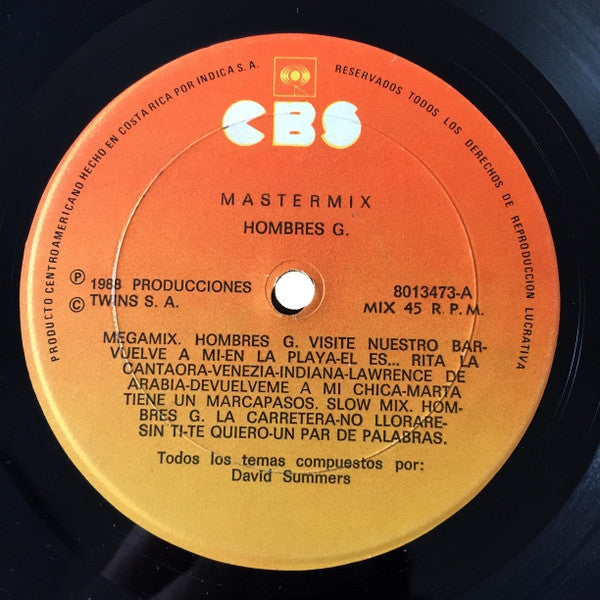 PRODUCTO CENTROAMERICANO HECHO EN COSTA RICA POR INDICA S.A.
RESERVADOS TODOS LOS DERECHOS DE REPRODUCCION LUCRATIVA
CBS
MASTERMIX
HOMBRES G.
Ⓟ 1988 PRODUCCIONES
© TWINS S. A.
8013473-A
MIX 45 R.P.M.
MEGAMIX. HOMBRES G. VISITE NUESTRO BAR-
VUELVE A MI-EN LA PLAYA-EL ES... RITA LA
CANTAORA-VENEZIA-INDIANA-LAWRENCE DE
ARABIA-DEVUELVEME A MI CHICA-MARTA
TIENE UN MARCAPASOS. SLOW MIX. HOM-
BRES G. LA CARRETERA-NO LLORARE-
SIN TI-TE QUIERO-UN PAR DE PALABRAS.
Todos los temas compuestos por:
David Summers